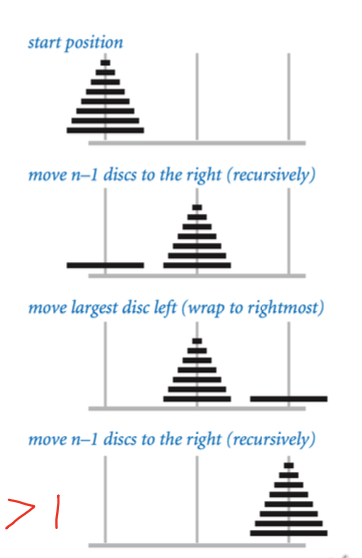 start position
move n–1 discs to the right (recursively)
move largest disc left (wrap to rightmost)
move n–1 discs to the right (recursively)
> 1